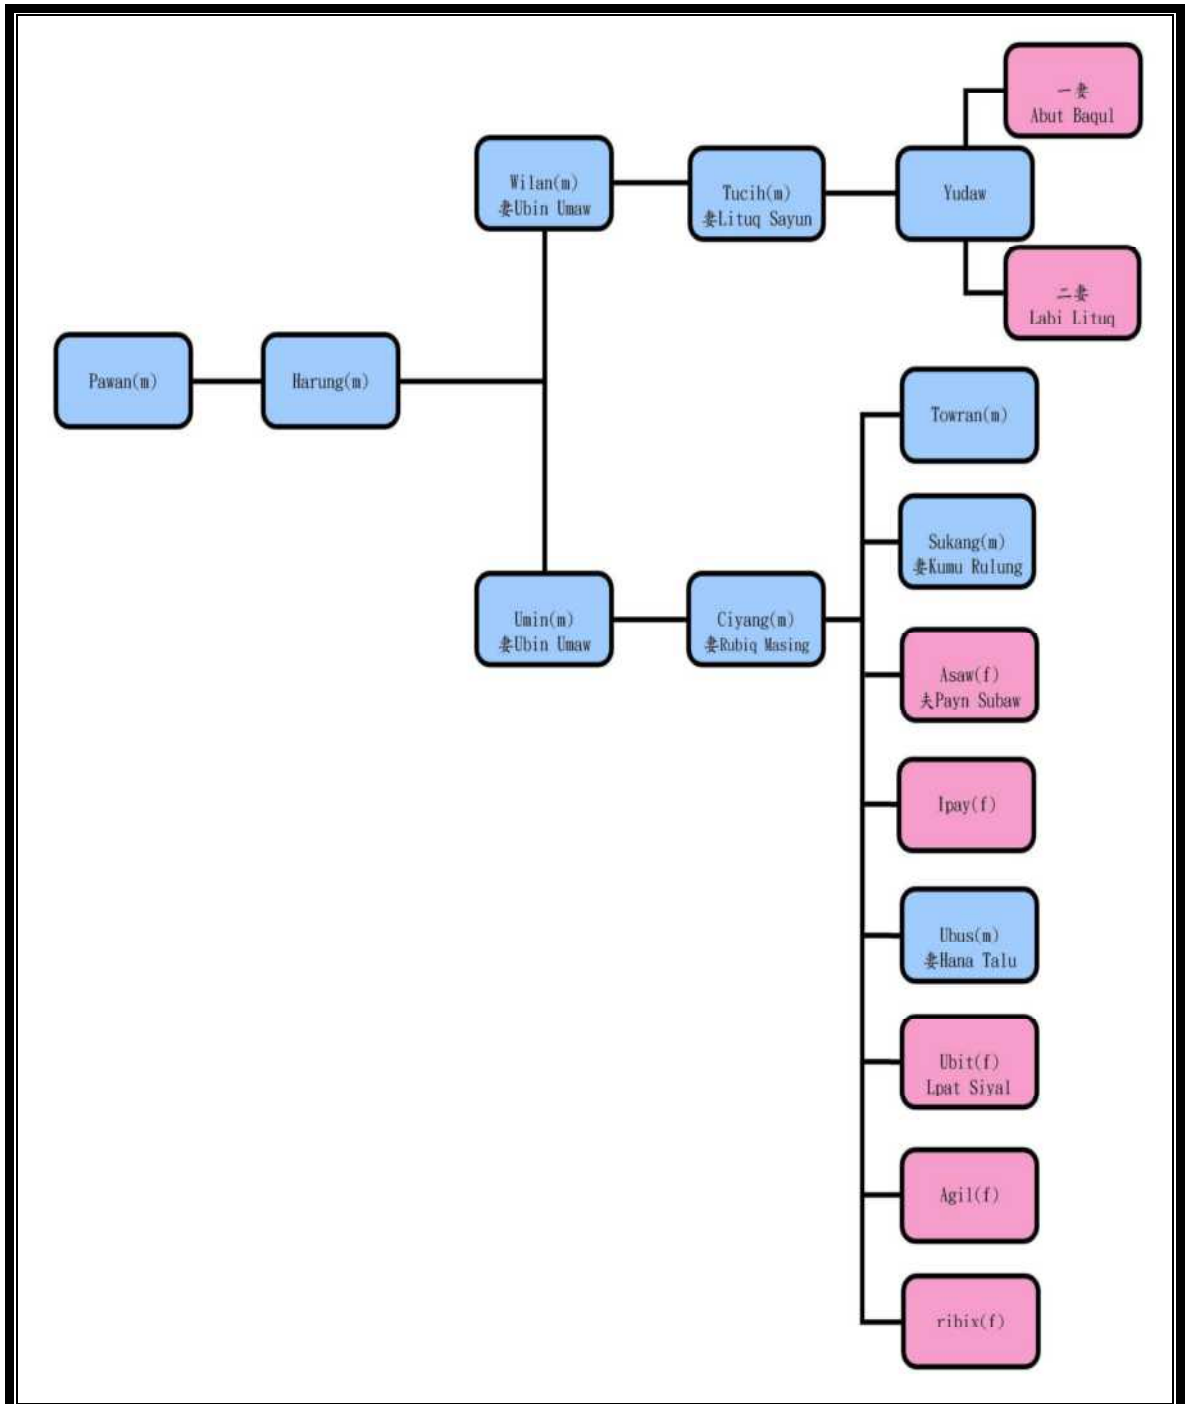 Pawan(m)
Harung(m)
Wilan(m)
妻Ubin Umaw
Tucih(m)
妻Lituq Sayun
Yudaw
一妻
Abut Baqul
二妻
Labi Lituq
Umin(m)
妻Ubin Umaw
Ciyang(m)
妻Rubiq Masing
Towran(m)
Sukang(m)
妻Kumu Rulung
Asaw(f)
夫Payn Subaw
Ipay(f)
Ubus(m)
妻Hana Talu
Ubit(f)
Lpat Siyal
Agil(f)
ribix(f)